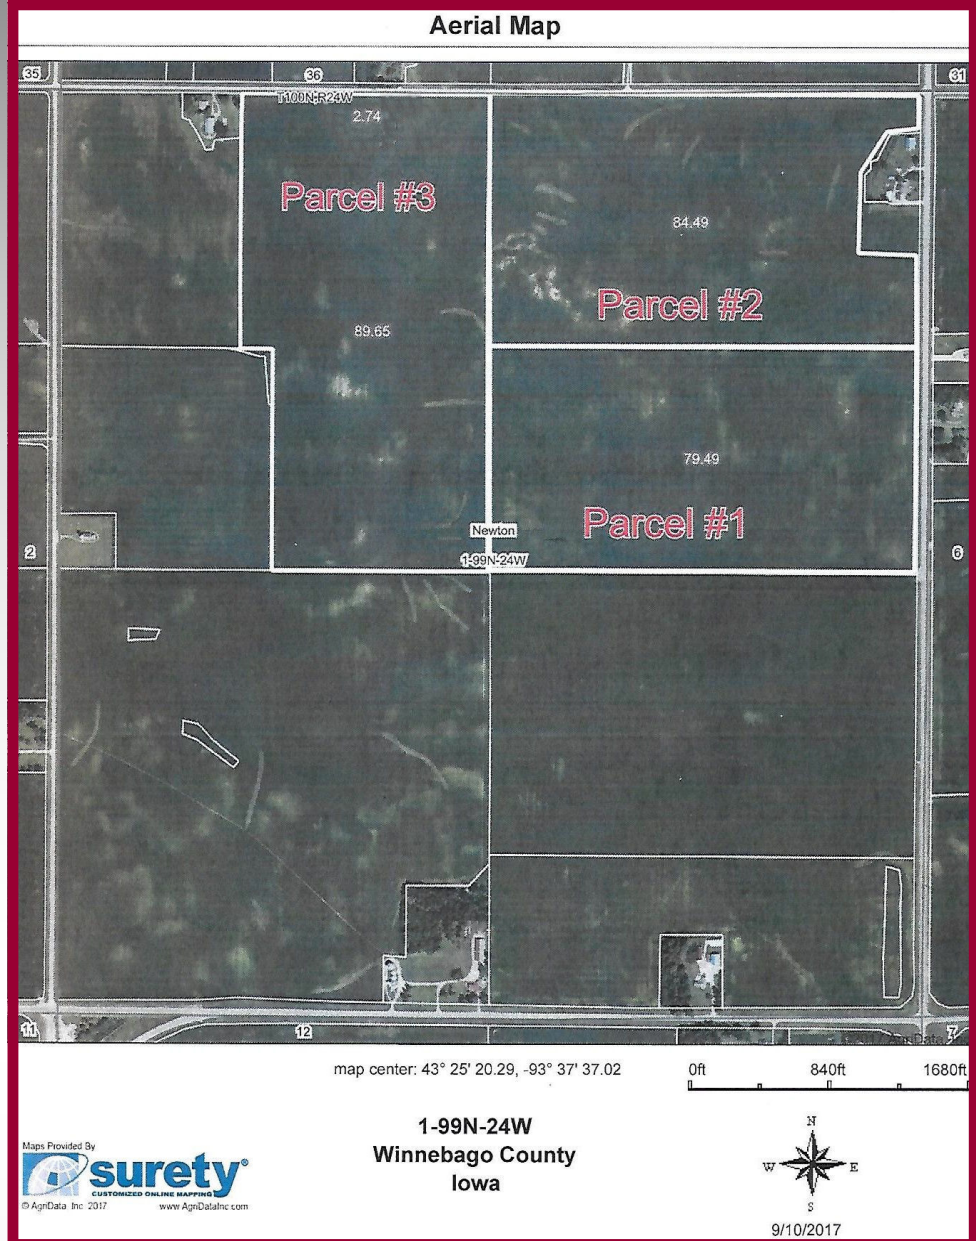 Aerial Map
35
36
31
T100N-R24W
2.74
Parcel #3
84.49
Parcel #2
89.65
79.49
Parcel #1
Newton
1-99N-24W
2
6
11
12
7
map center: 43° 25' 20.29, -93° 37' 37.02
0ft 840ft 1680ft
1-99N-24W
Winnebago County
Iowa
Maps Provided By
surety®
CUSTOMIZED ONLINE MAPPING
© AgriData, Inc. 2017 www.AgriDataInc.com
N
W E
S
9/10/2017